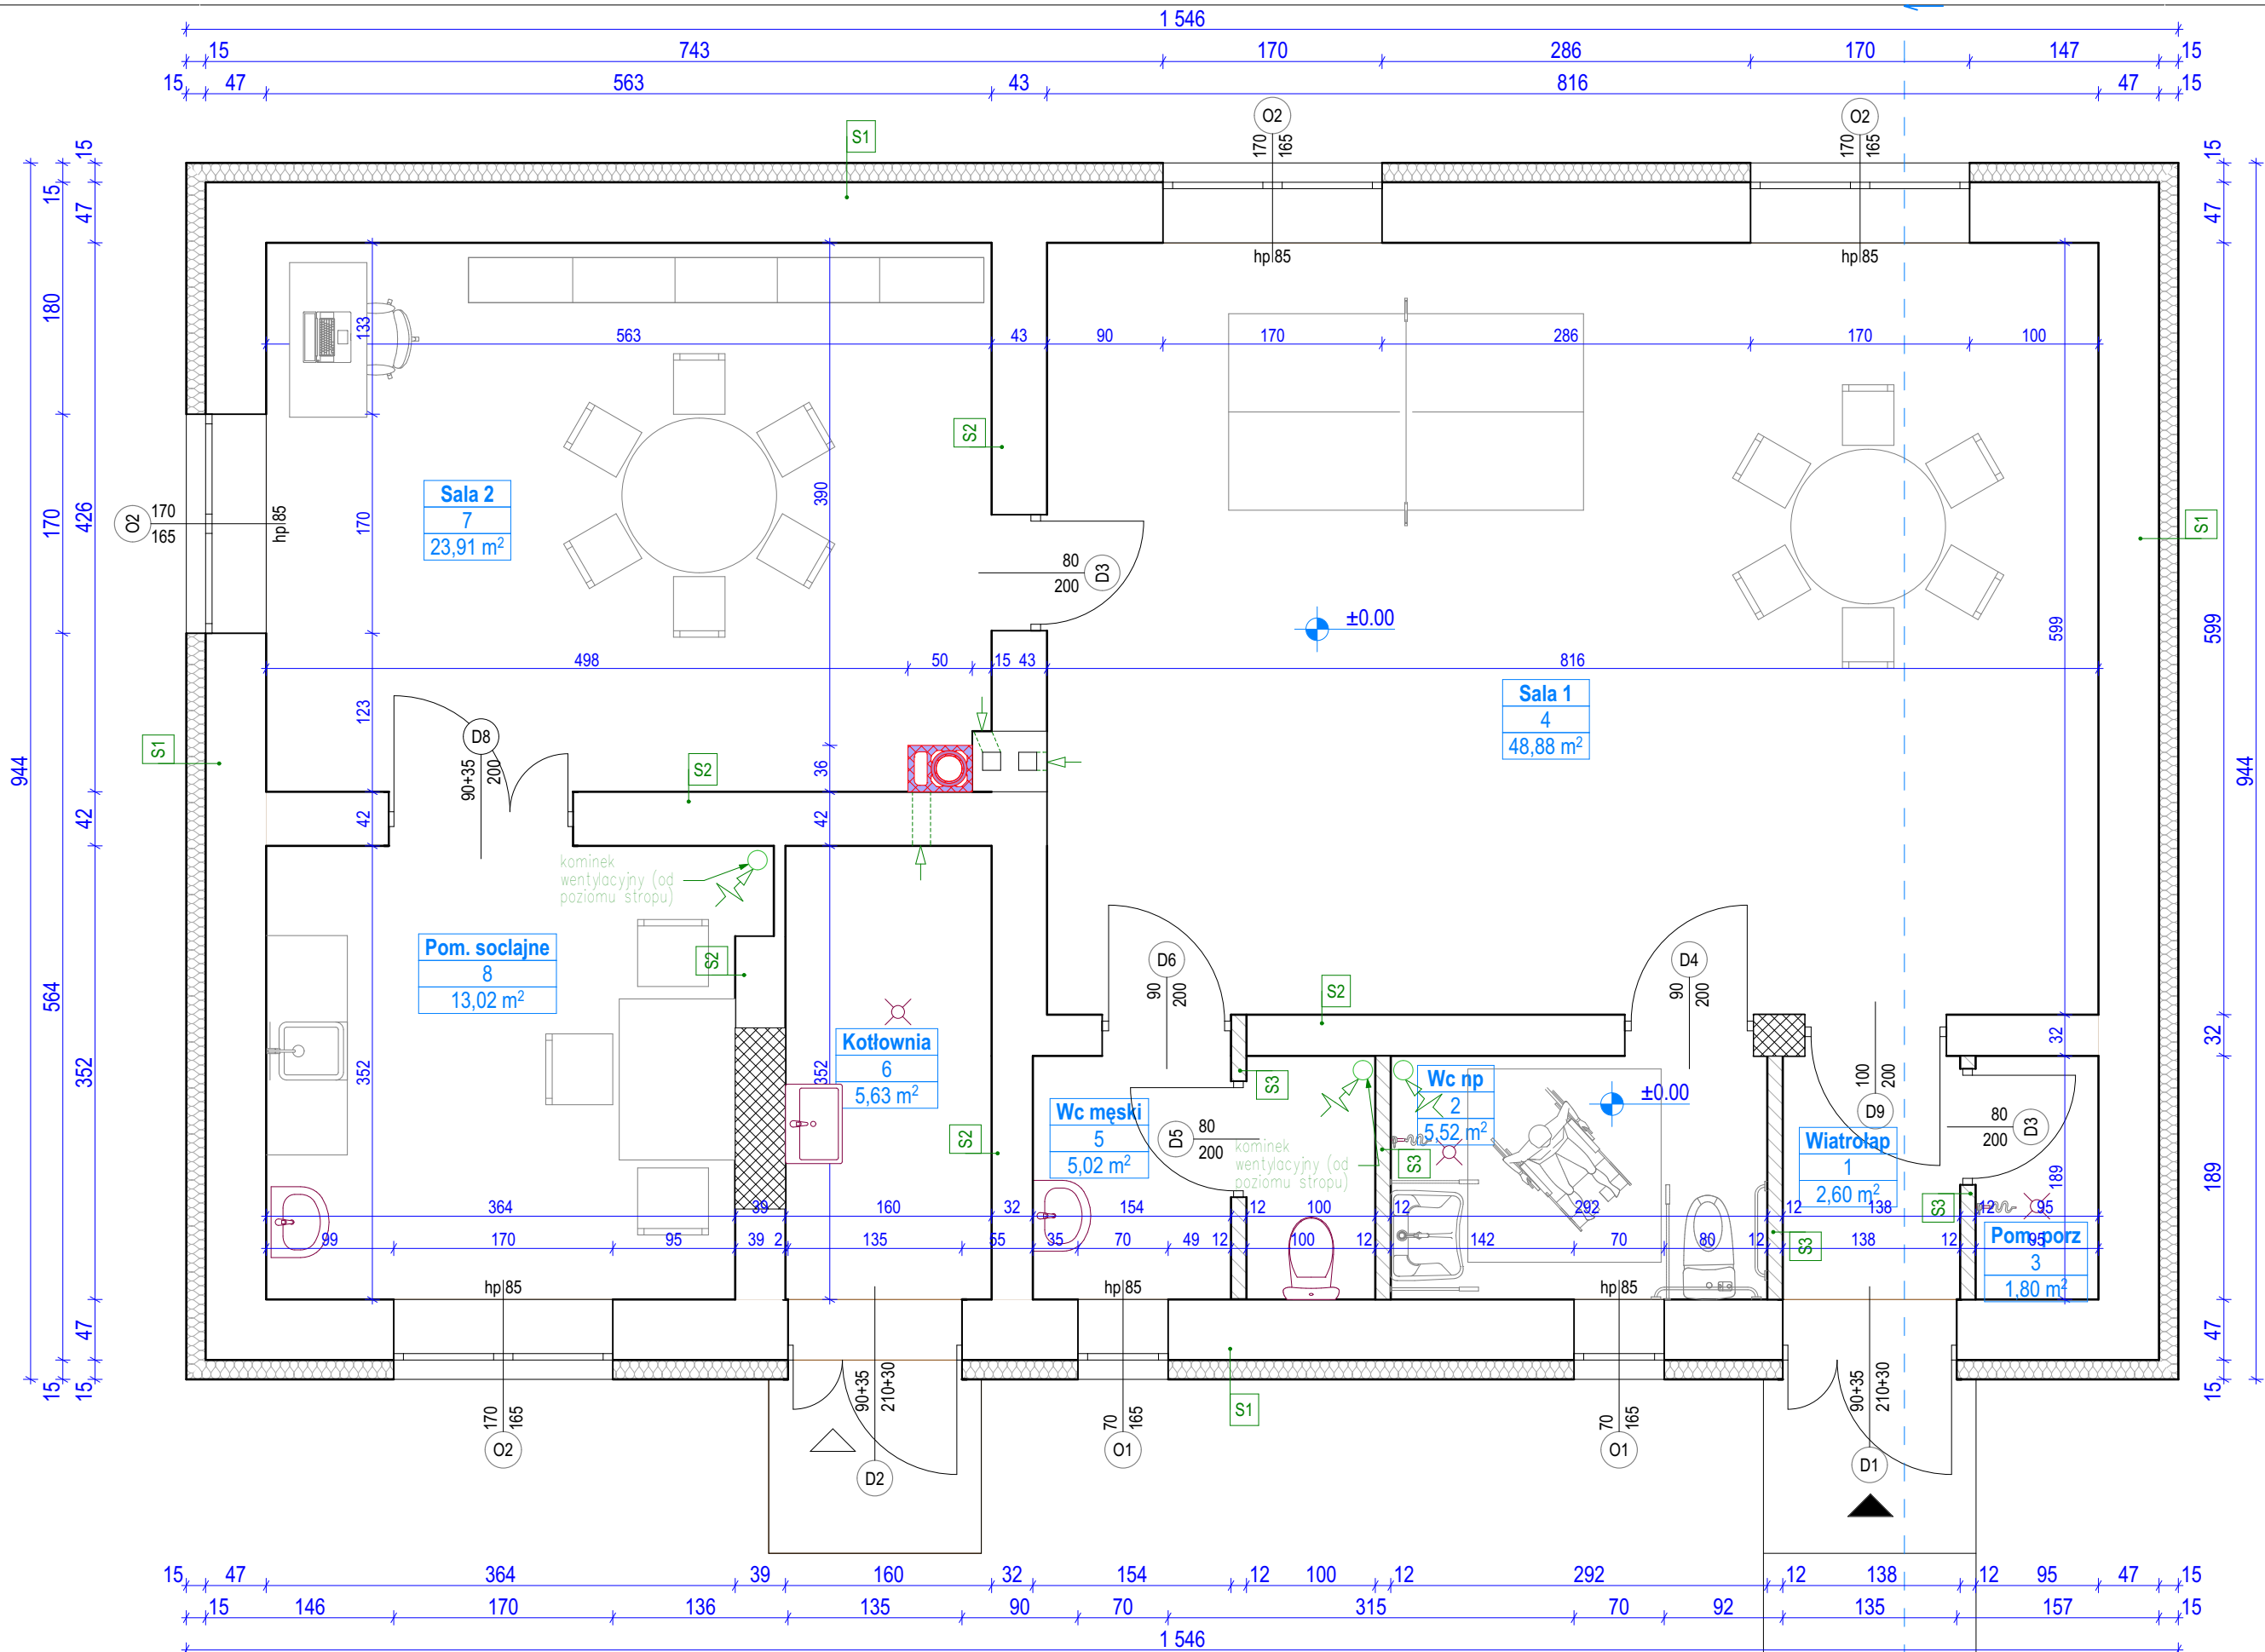 1 546
15 743 170 286 170 147 15
15 47 563 43 816 47 15
S1
O2
170
165
hp 85
O2
170
165
hp 85
15
15
47
180
170
426
944
123
42
564
352
47
15
15
133
563
43
90
170
286
170
100
S2
390
Sala 2
7
23,91 m²
O2
170
165
hp 85
170
80
200
D3
±0.00
599
S1
15
47
599
944
32
189
47
15
498
50
15
43
816
Sala 1
4
48,88 m²
S1
123
D8
90+35
200
S2
36
42
42
kominek
wentylacyjny (od
poziomu stropu)
Pom. soclajne
8
13,02 m²
S2
352
Kotłownia
6
5,63 m²
352
S2
D6
90
200
S2
D4
90
200
32
100
200
D9
S3
Wc męski
5
5,02 m²
D5
80
200
kominek
wentylacyjny (od
poziomu stropu)
S3
Wc np
2
5,52 m²
±0.00
Wiatrołap
1
2,60 m²
80
200
D3
189
S3
S3
Pom. porz
3
1,80 m²
364 39 160 32 154 12 100 12 292 12 138 12 95
99 170 95 39 2 135 55 35 70 49 12 100 12 142 70 80 12 138 12 95
hp 85
hp 85
hp 85
170
165
O2
90+35
210+30
D2
70
165
O1
S1
70
165
O1
90+35
210+30
D1
15 47 364 39 160 32 154 12 100 12 292 12 138 12 95 47 15
15 146 170 136 135 90 70 315 70 92 135 157 15
1 546